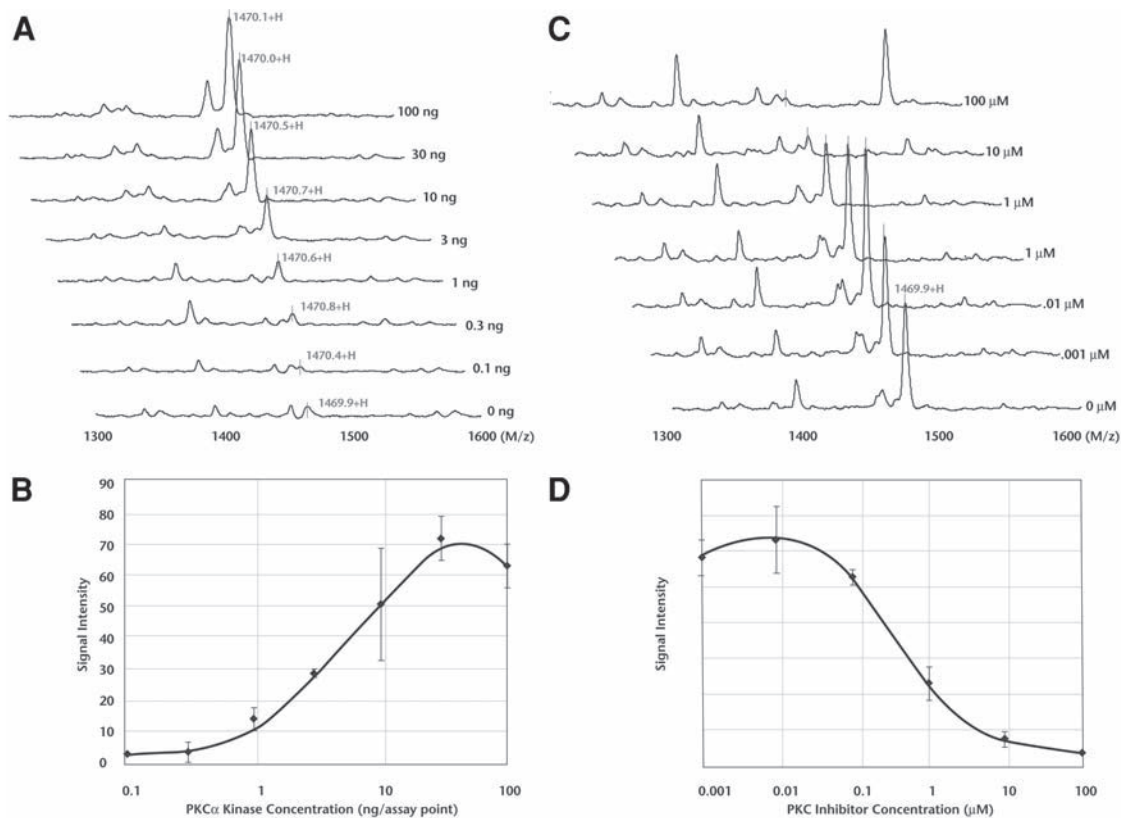 A
1470.1+H
1470.0+H
100 ng
1470.5+H
30 ng
1470.7+H
10 ng
3 ng
1470.6+H
1 ng
1470.8+H
0.3 ng
1470.4+H
0.1 ng
1469.9+H
0 ng
1300 1400 1500 1600 (M/z)
C
100 µM
10 µM
1 µM
1 µM
.01 µM
1469.9+H
.001 µM
0 µM
1300 1400 1500 1600 (M/z)
B
90
80
70
60
50
40
30
20
10
0
Signal Intensity
0.1 1 10 100
PKCα Kinase Concentration (ng/assay point)
D
Signal Intensity
0.001 0.01 0.1 1 10 100
PKC Inhibitor Concentration (µM)